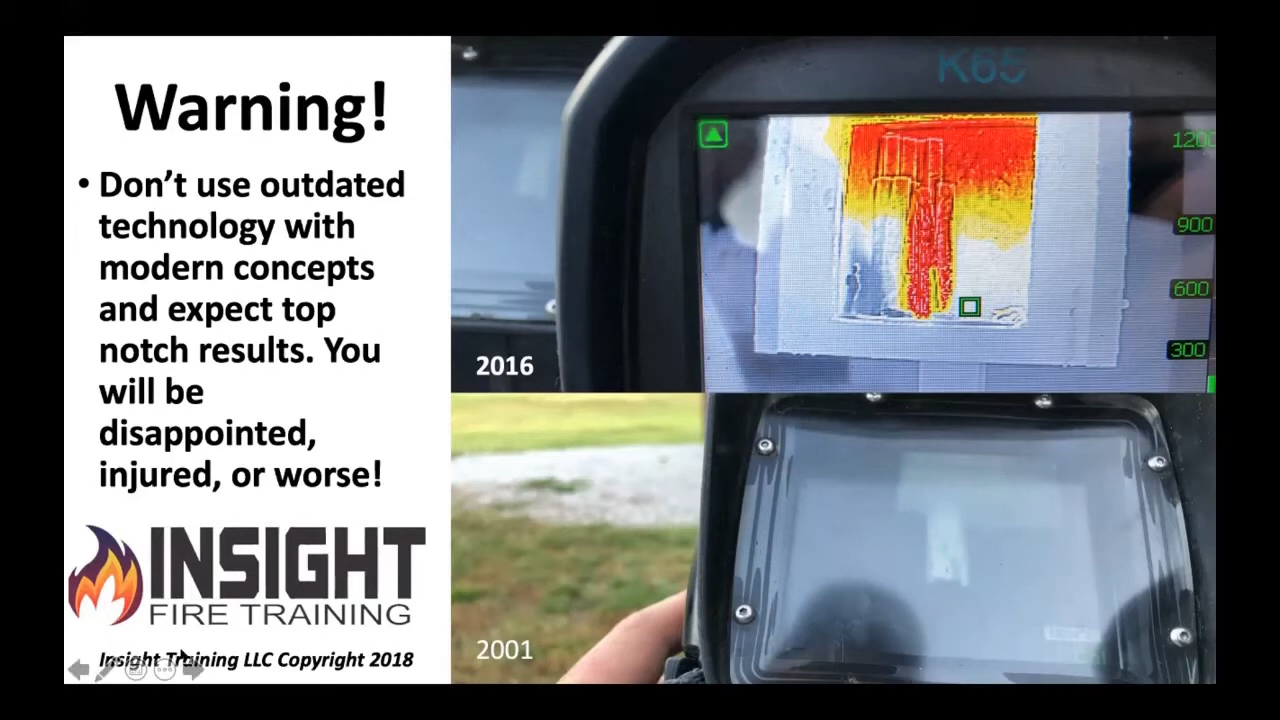 Warning!
• Don’t use outdated
technology with
modern concepts
and expect top
notch results. You
will be
disappointed,
injured, or worse!
INSIGHT
FIRE TRAINING
Insight Training LLC Copyright 2018
K65
1200
900
600
300
2016
2001